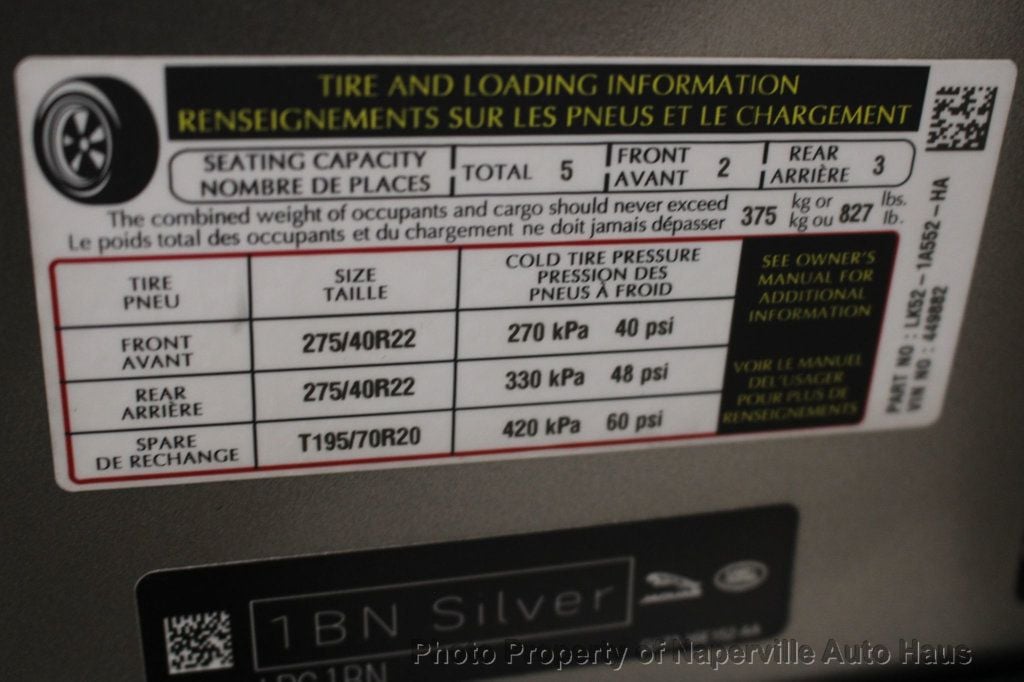 TIRE AND LOADING INFORMATION
RENSEIGNEMENTS SUR LES PNEUS ET LE CHARGEMENT
SEATING CAPACITY
NOMBRE DE PLACES
TOTAL 5
FRONT
AVANT 2
REAR
ARRIÈRE 3
The combined weight of occupants and cargo should never exceed
Le poids total des occupants et du chargement ne doit jamais dépasser
375 kg or
kg ou 827 lbs.
lb.
TIRE
PNEU
SIZE
TAILLE
COLD TIRE PRESSURE
PRESSION DES
PNEUS À FROID
FRONT
AVANT
275/40R22
270 kPa 40 psi
REAR
ARRIÈRE
275/40R22
330 kPa 48 psi
SPARE
DE RECHANGE
T195/70R20
420 kPa 60 psi
SEE OWNER'S
MANUAL FOR
ADDITIONAL
INFORMATION
VOIR LE MANUEL
DEL'USAGER
POUR PLUS DE
RENSEIGNEMENTS
PART NO : LK52 - 1A552 - HA
VIN NO : 449882
1BN Silver
LRC1BN
Photo Property of Naperville Auto Haus